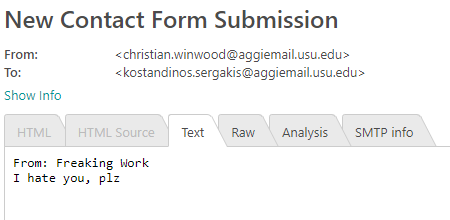 New Contact Form Submission
From: <christian.winwood@aggiemail.usu.edu>
To: <kostandinos.sergakis@aggiemail.usu.edu>
Show Info
HTML HTML Source Text Raw Analysis SMTP info
From: Freaking Work
I hate you, plz